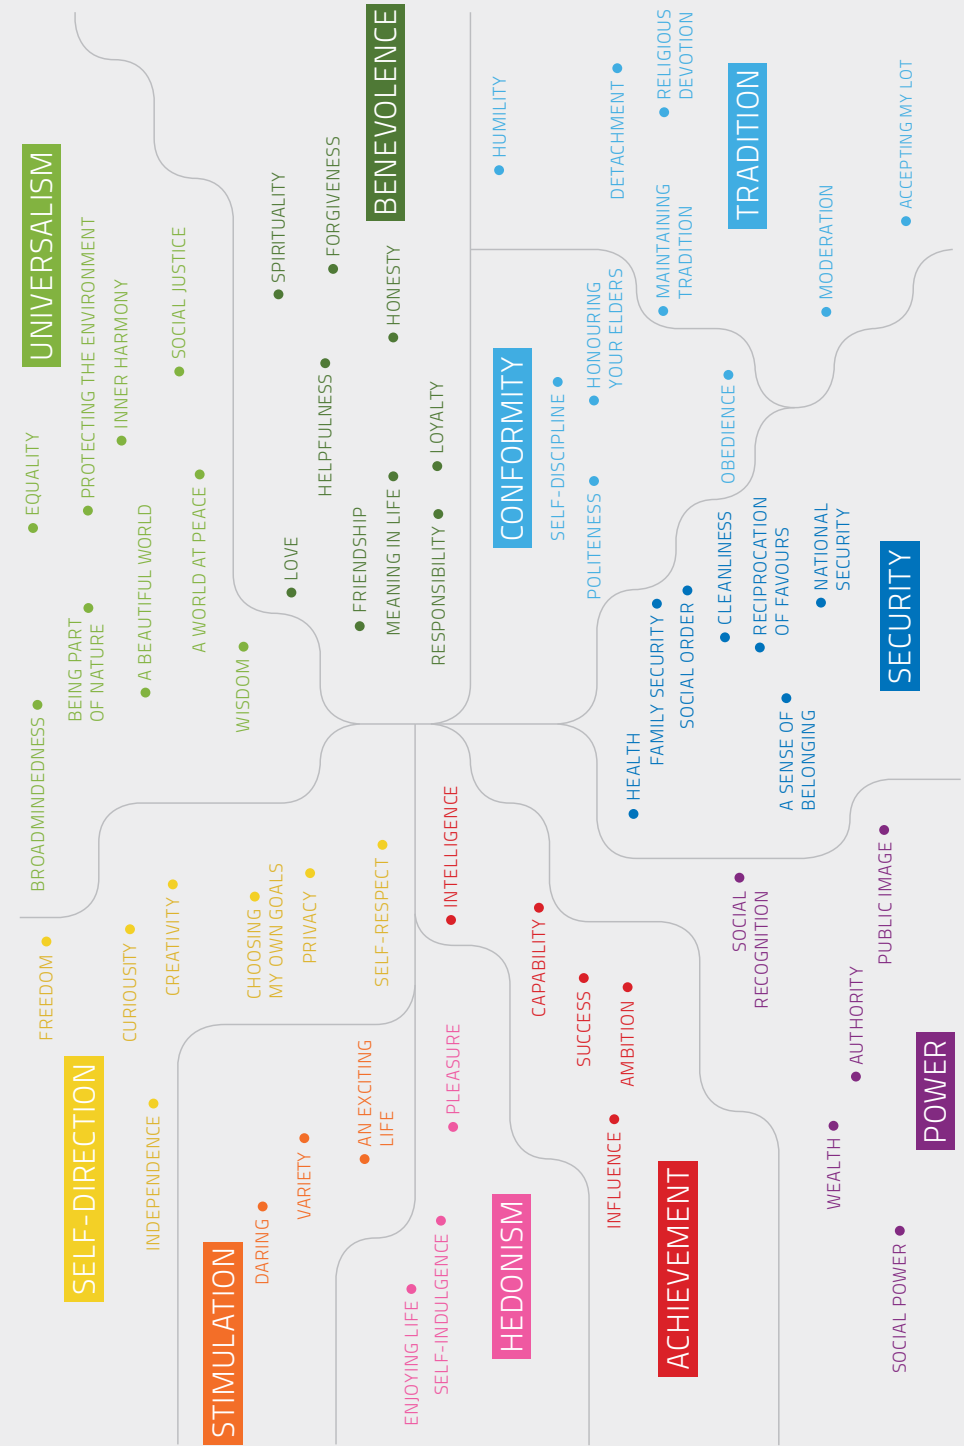 UNIVERSALISM
EQUALITY
PROTECTING THE ENVIRONMENT
INNER HARMONY
SOCIAL JUSTICE
BROADMINDEDNESS
BEING PART
OF NATURE
A BEAUTIFUL WORLD
A WORLD AT PEACE
WISDOM
BENEVOLENCE
SPIRITUALITY
FORGIVENESS
HONESTY
HELPFULNESS
LOYALTY
LOVE
FRIENDSHIP
MEANING IN LIFE
RESPONSIBILITY
TRADITION
HUMILITY
DETACHMENT
RELIGIOUS
DEVOTION
MAINTAINING
TRADITION
MODERATION
ACCEPTING MY LOT
CONFORMITY
SELF-DISCIPLINE
HONOURING
YOUR ELDERS
POLITENESS
OBEDIENCE
SECURITY
CLEANLINESS
RECIPROCATION
OF FAVOURS
NATIONAL
SECURITY
HEALTH
FAMILY SECURITY
SOCIAL ORDER
A SENSE OF
BELONGING
SELF-DIRECTION
FREEDOM
CURIOUSITY
CREATIVITY
CHOOSING
MY OWN GOALS
PRIVACY
SELF-RESPECT
INDEPENDENCE
STIMULATION
DARING
VARIETY
AN EXCITING
LIFE
HEDONISM
PLEASURE
ENJOYING LIFE
SELF-INDULGENCE
ACHIEVEMENT
INTELLIGENCE
CAPABILITY
SUCCESS
AMBITION
INFLUENCE
POWER
SOCIAL
RECOGNITION
PUBLIC IMAGE
AUTHORITY
WEALTH
SOCIAL POWER